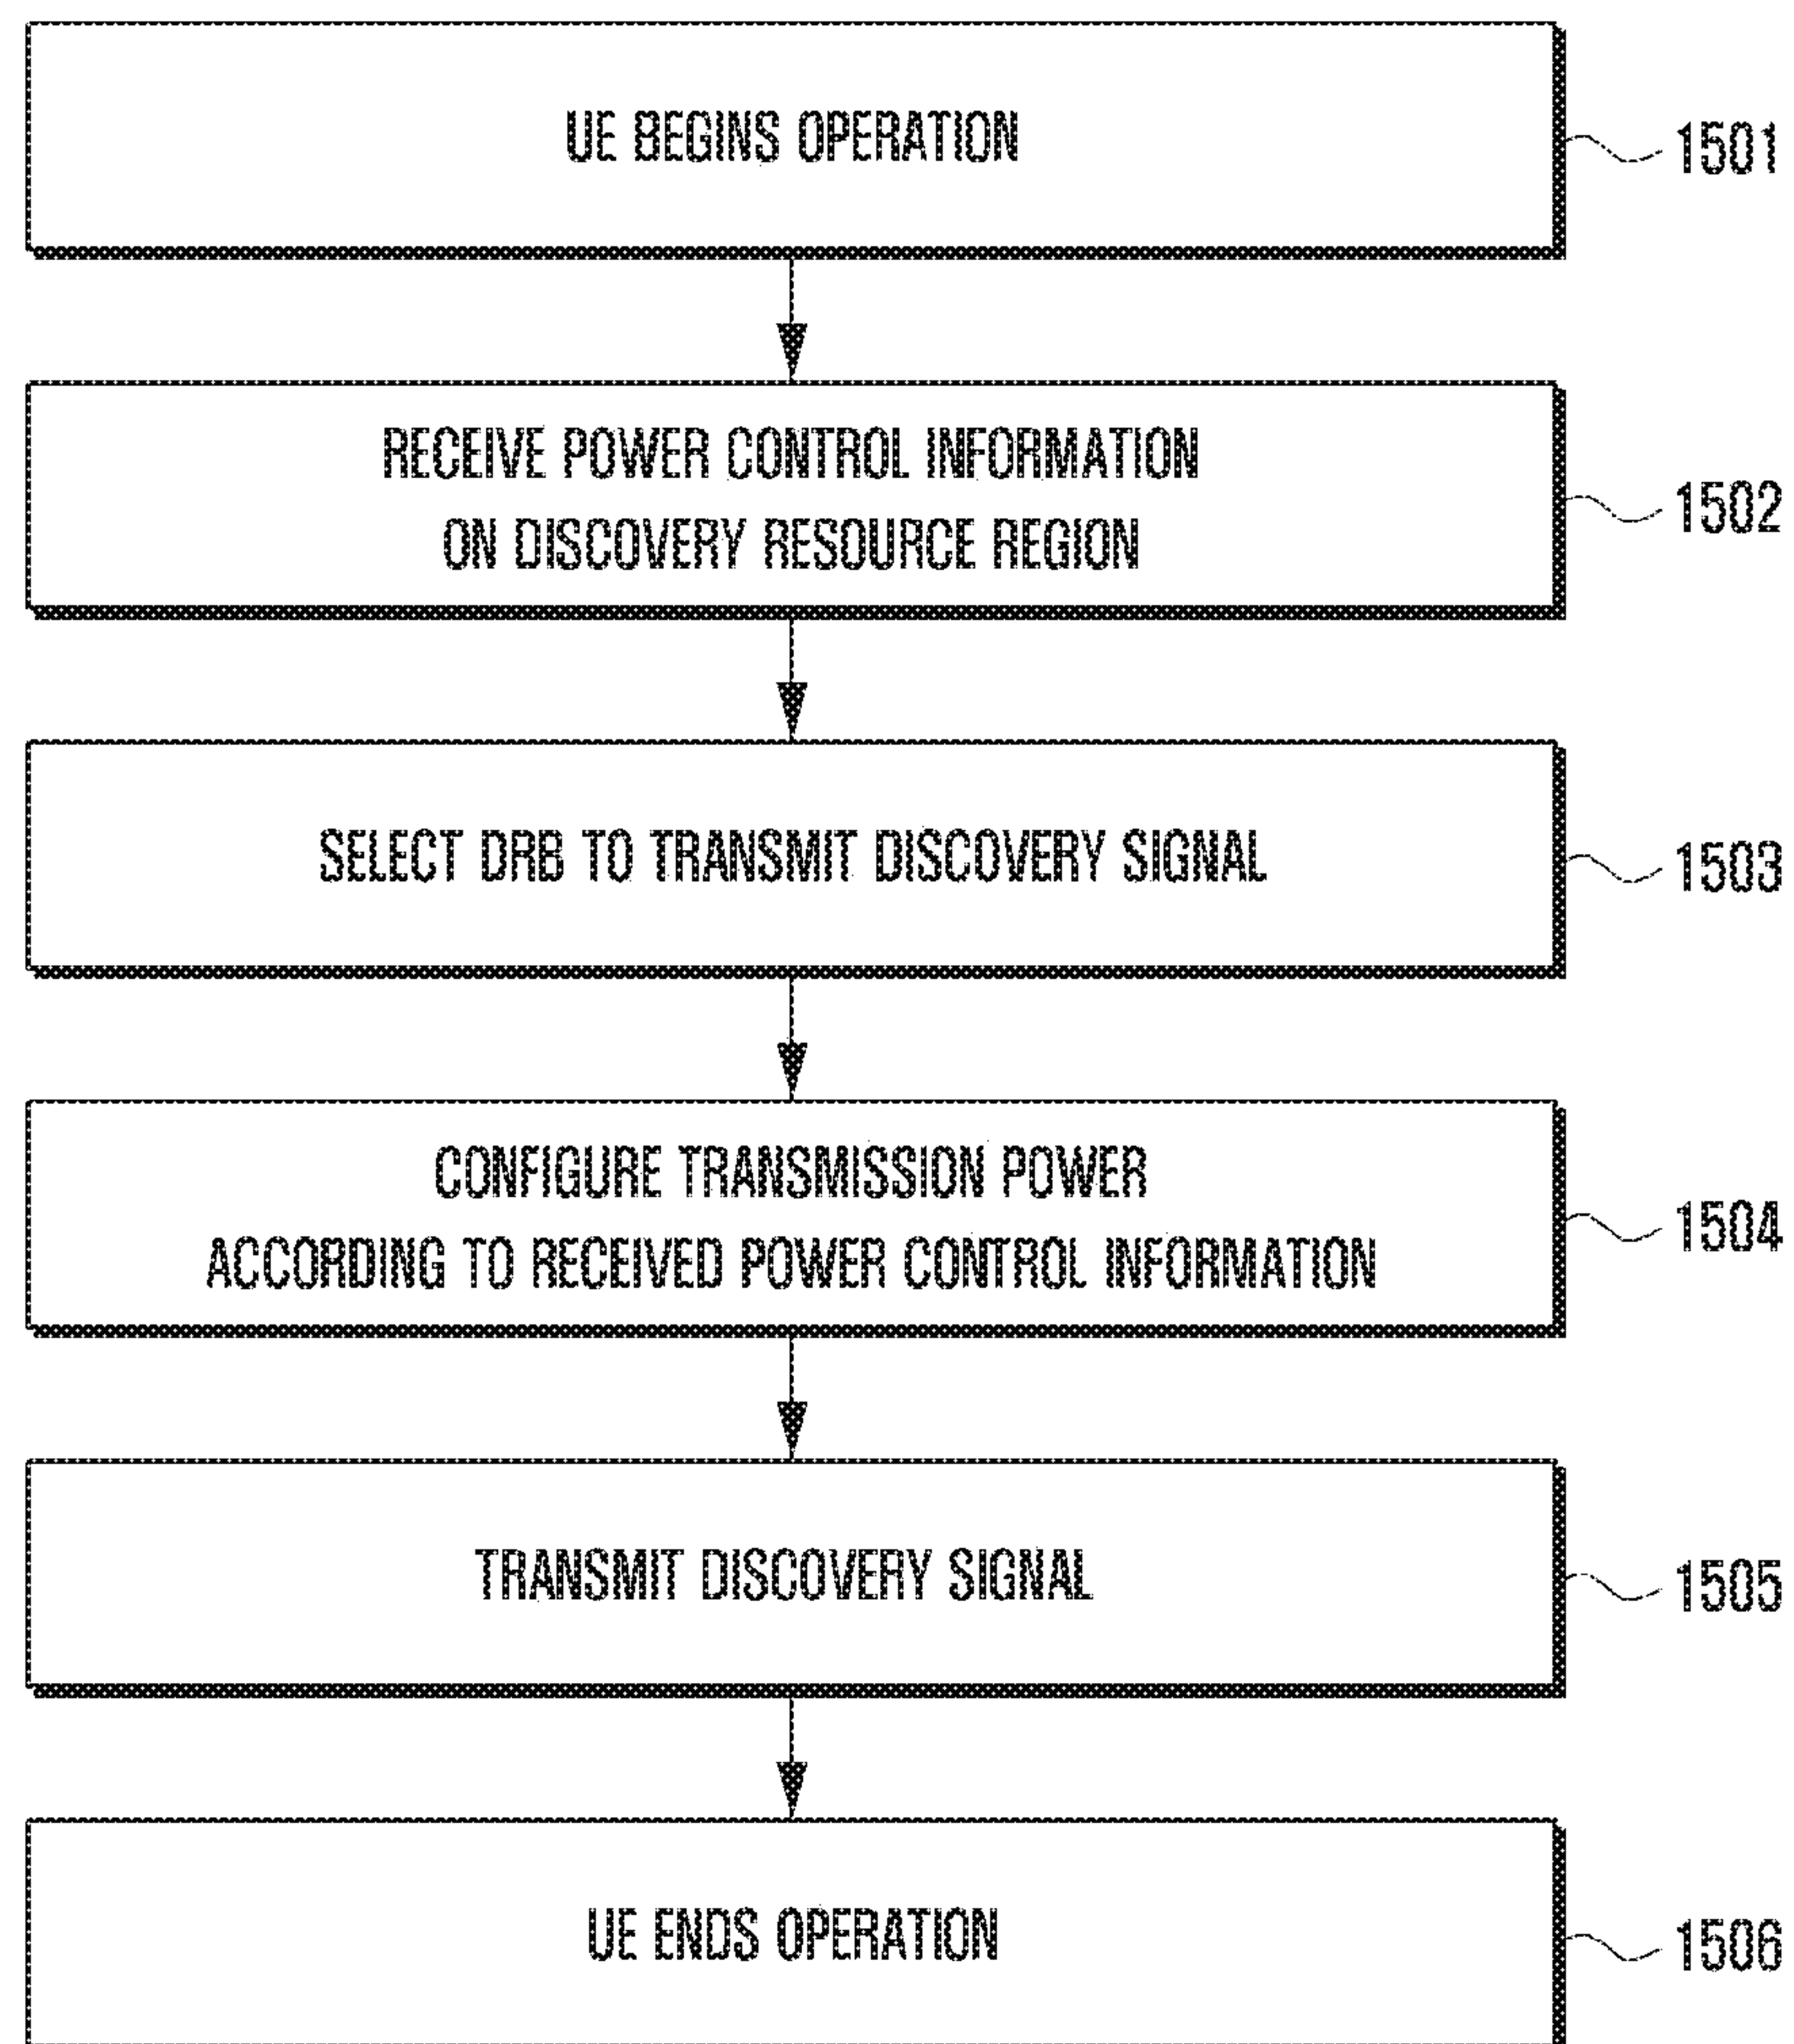 UE BEGINS OPERATION
1501
RECEIVE POWER CONTROL INFORMATION
ON DISCOVERY RESOURCE REGION
1502
SELECT DRB TO TRANSMIT DISCOVERY SIGNAL
1503
CONFIGURE TRANSMISSION POWER
ACCORDING TO RECEIVED POWER CONTROL INFORMATION
1504
TRANSMIT DISCOVERY SIGNAL
1505
UE ENDS OPERATION
1506